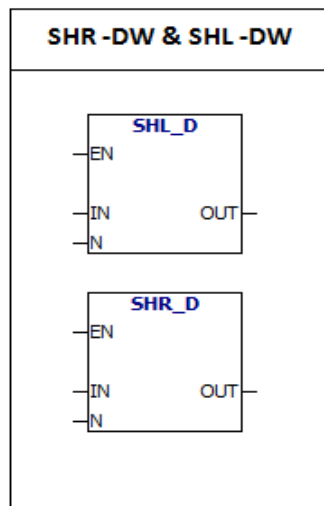 SHR -DW & SHL -DW
SHL_D
EN
IN OUT
N
SHR_D
EN
IN OUT
N